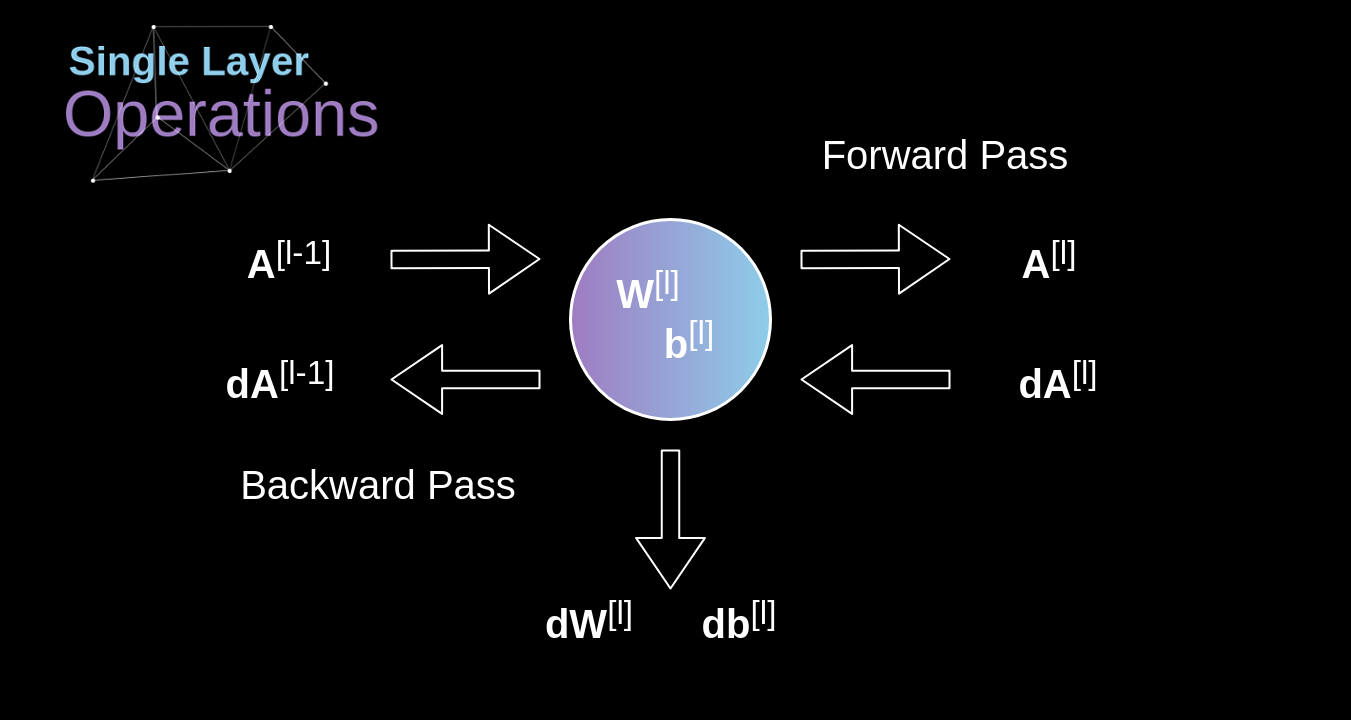 Single Layer
Operations
Forward Pass
A[l-1]
W[l]
b[l]
A[l]
dA[l-1]
dA[l]
Backward Pass
dW[l] db[l]